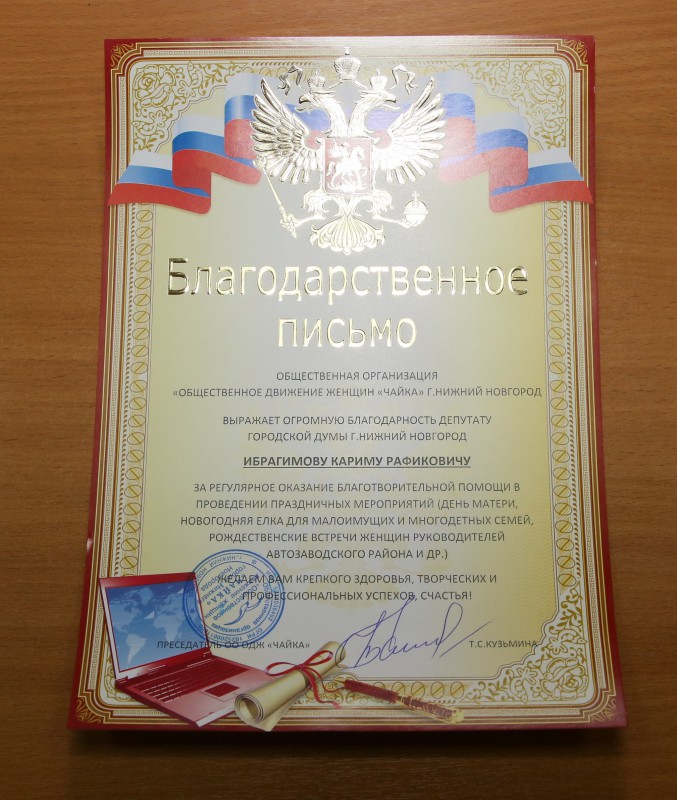 Благодарственное
письмо
ОБЩЕСТВЕННАЯ ОРГАНИЗАЦИЯ
«ОБЩЕСТВЕННОЕ ДВИЖЕНИЕ ЖЕНЩИН «ЧАЙКА» Г.НИЖНИЙ НОВГОРОД
ВЫРАЖАЕТ ОГРОМНУЮ БЛАГОДАРНОСТЬ ДЕПУТАТУ
ГОРОДСКОЙ ДУМЫ Г.НИЖНИЙ НОВГОРОД
ИБРАГИМОВУ КАРИМУ РАФИКОВИЧУ
ЗА РЕГУЛЯРНОЕ ОКАЗАНИЕ БЛАГОТВОРИТЕЛЬНОЙ ПОМОЩИ В
ПРОВЕДЕНИИ ПРАЗДНИЧНЫХ МЕРОПРИЯТИЙ (ДЕНЬ МАТЕРИ,
НОВОГОДНЯЯ ЕЛКА ДЛЯ МАЛОИМУЩИХ И МНОГОДЕТНЫХ СЕМЕЙ,
РОЖДЕСТВЕНСКИЕ ВСТРЕЧИ ЖЕНЩИН РУКОВОДИТЕЛЕЙ
АВТОЗАВОДСКОГО РАЙОНА И ДР.)
ЖЕЛАЕМ ВАМ КРЕПКОГО ЗДОРОВЬЯ, ТВОРЧЕСКИХ И
ПРОФЕССИОНАЛЬНЫХ УСПЕХОВ, СЧАСТЬЯ!
ПРЕСЕДАТЕЛЬ ОО ОДЖ «ЧАЙКА» Т.С.КУЗЬМИНА